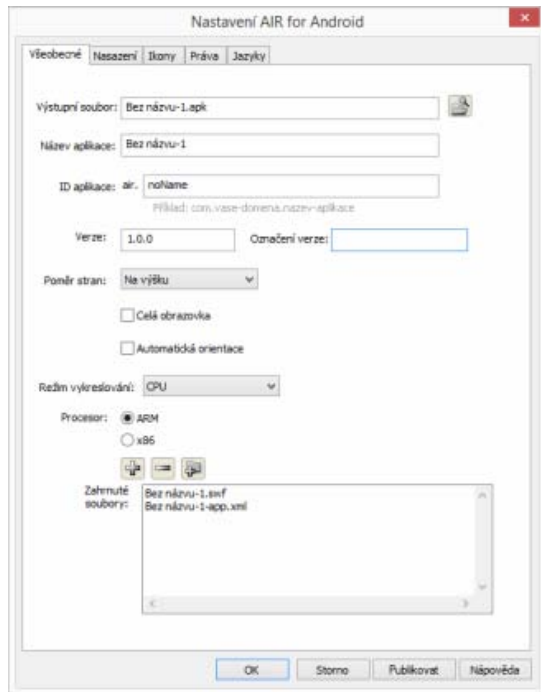 Nastavení AIR for Android
Všeobecné Nasazení Ikony Práva Jazyky
Výstupní soubor: Bez názvu-1.apk
Název aplikace: Bez názvu-1
ID aplikace: air. noName
Příklad: com.vase-domena.nazev-aplikace
Verze: 1.0.0 Označení verze:
Poměr stran: Na výšku
Celá obrazovka
Automatická orientace
Režim vykreslování: CPU
Procesor: ARM
x86
Zahrnuté soubory:
Bez názvu-1.swf
Bez názvu-1-app.xml
OK Storno Publikovat Nápověda